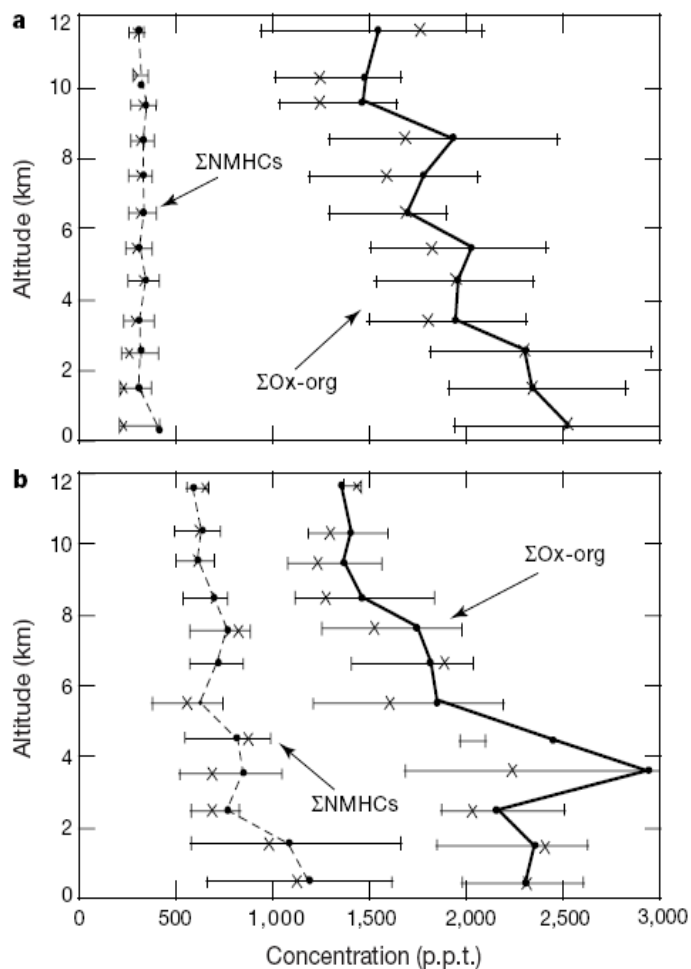 a
12
10
8
6
4
2
0
Altitude (km)
ΣNMHCs
ΣOx-org
b
12
10
8
6
4
2
0
Altitude (km)
ΣOx-org
ΣNMHCs
0 500 1,000 1,500 2,000 2,500 3,000
Concentration (p.p.t.)